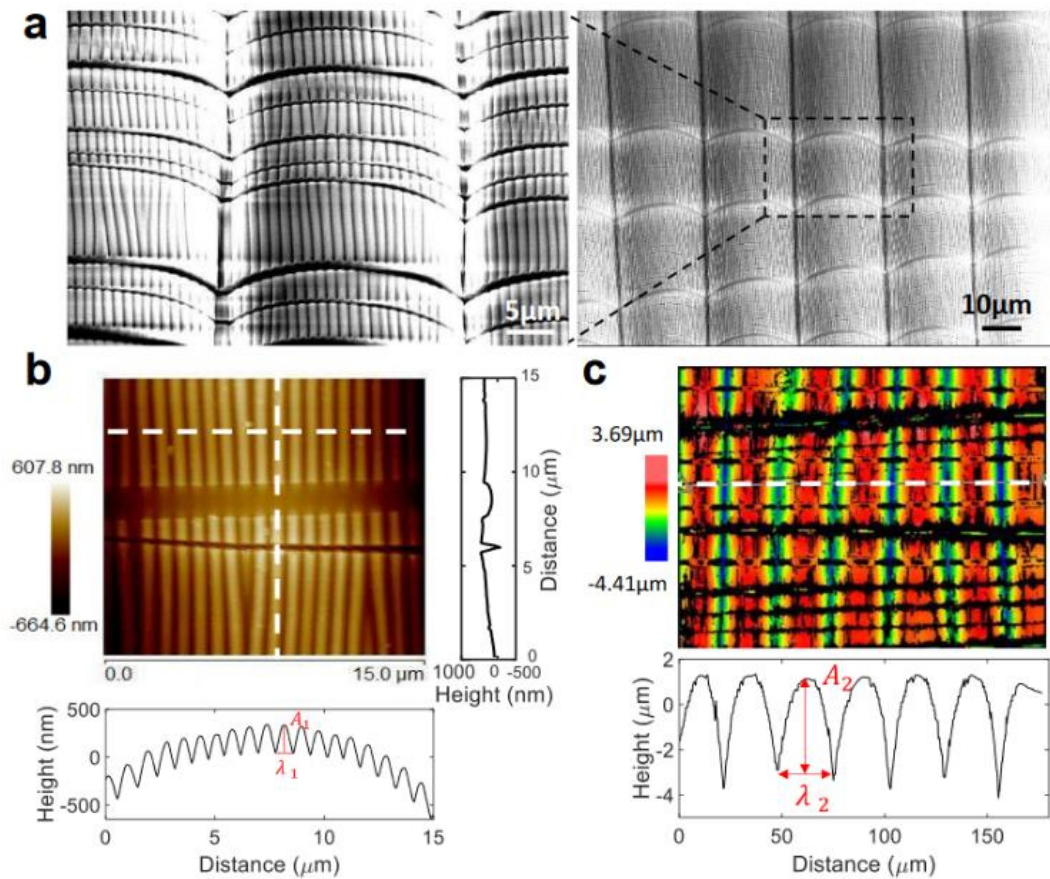 a
5μm
10μm
b
607.8 nm
-664.6 nm
0.0
15.0 μm
15
10
5
0
Distance (μm)
1000 0 -500
Height (nm)
500
0
-500
Height (nm)
A₁
λ₁
0 5 10 15
Distance (μm)
c
3.69μm
-4.41μm
2
0
-2
-4
Height (μm)
A₂
λ₂
0 50 100 150
Distance (μm)